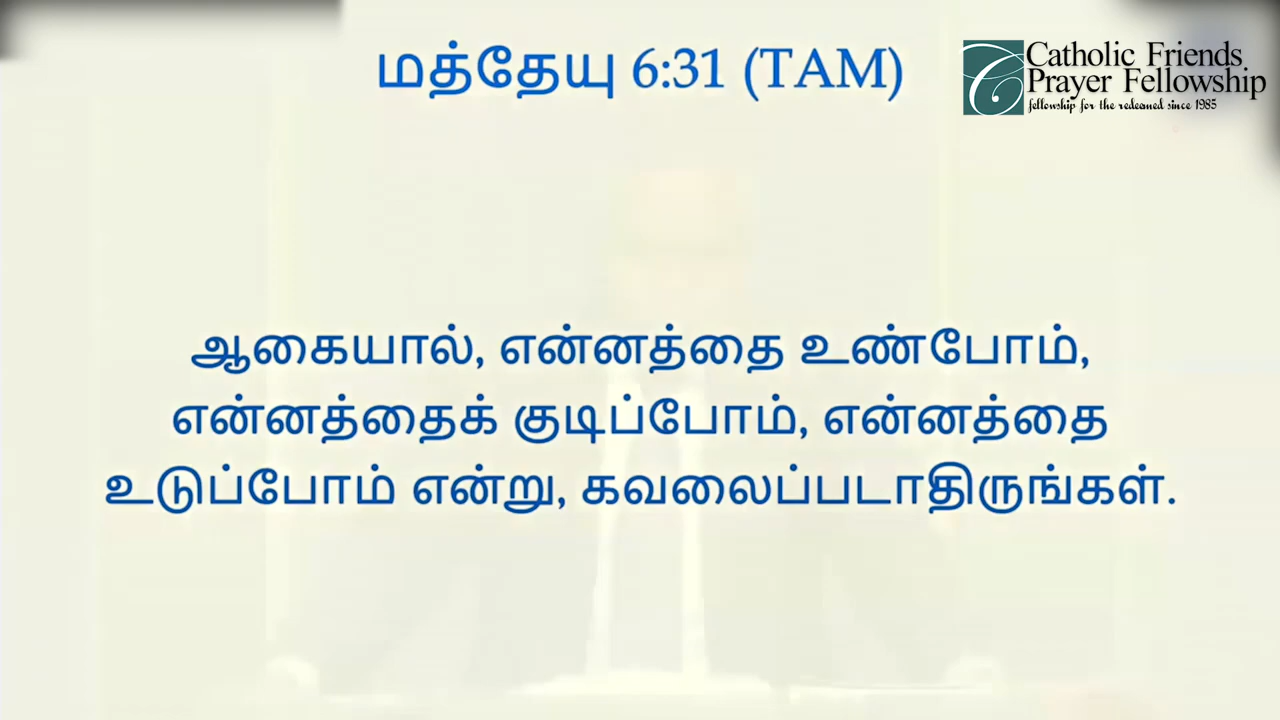 மத்தேயு 6:31 (TAM)
Catholic Friends
Prayer Fellowship
fellowship for the redeemed since 1985
ஆகையால், என்னத்தை உண்போம்,
என்னத்தைக் குடிப்போம், என்னத்தை
உடுப்போம் என்று, கவலைப்படாதிருங்கள்.